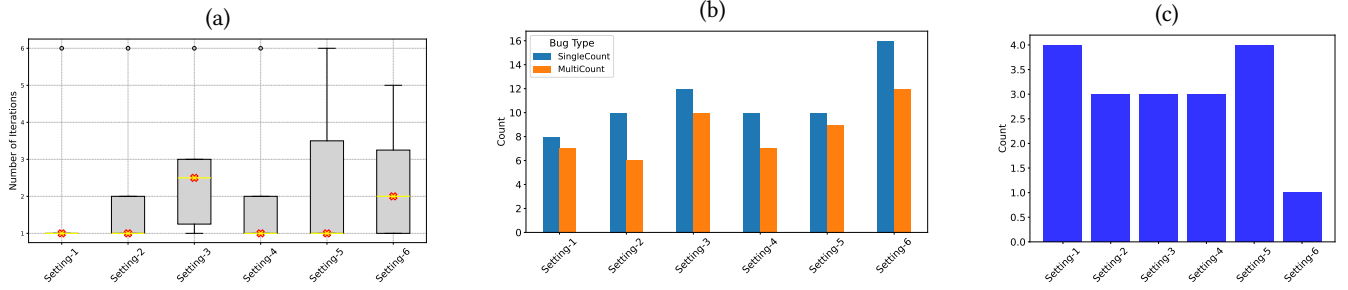 (a)
Number of Iterations
6
5
4
3
2
1
Setting-1
Setting-2
Setting-3
Setting-4
Setting-5
Setting-6
(b)
Count
16
14
12
10
8
6
4
2
0
Bug Type
SingleCount
MultiCount
Setting-1
Setting-2
Setting-3
Setting-4
Setting-5
Setting-6
(c)
Count
4.0
3.5
3.0
2.5
2.0
1.5
1.0
0.5
0.0
Setting-1
Setting-2
Setting-3
Setting-4
Setting-5
Setting-6